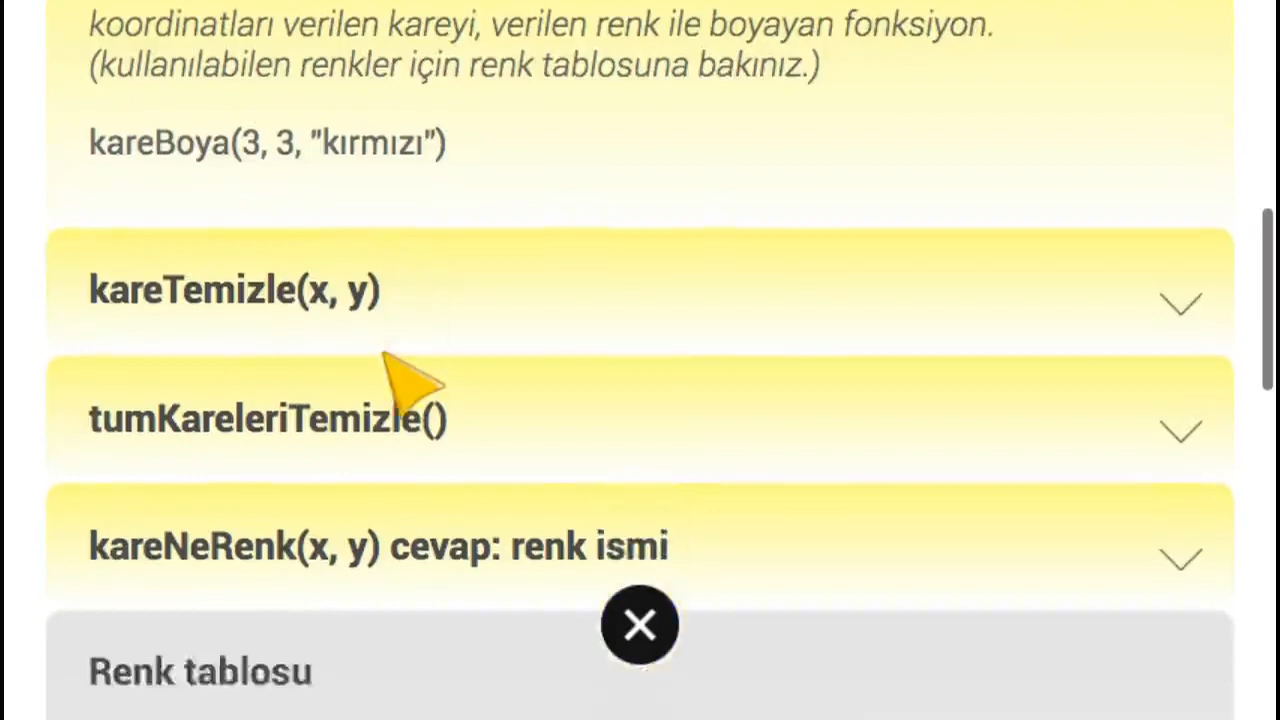 koordinatları verilen kareyi, verilen renk ile boyayan fonksiyon.
(kullanılabilen renkler için renk tablosuna bakınız.)
kareBoya(3, 3, "kırmızı")
kareTemizle(x, y)
tumKareleriTemizle()
kareNeRenk(x, y) cevap: renk ismi
Renk tablosu